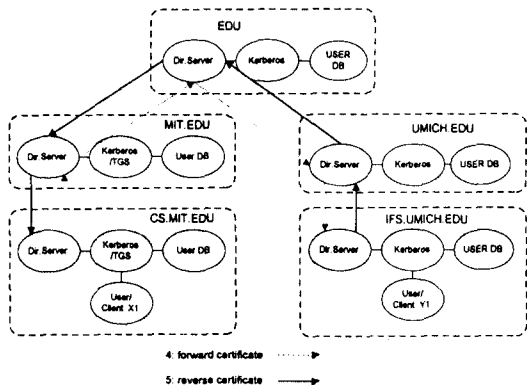 EDU
Dir.Server
Kerberos
USER
DB
MIT.EDU
Dir.Server
Kerberos
/TGS
User DB
UMICH.EDU
Dir.Server
Kerberos
USER DB
CS.MIT.EDU
Dir.Server
Kerberos
/TGS
User DB
User/
Client X1
IFS.UMICH.EDU
Dir.Server
Kerberos
USER DB
User/
Client Y1
4: forward certificate
5: reverse certificate